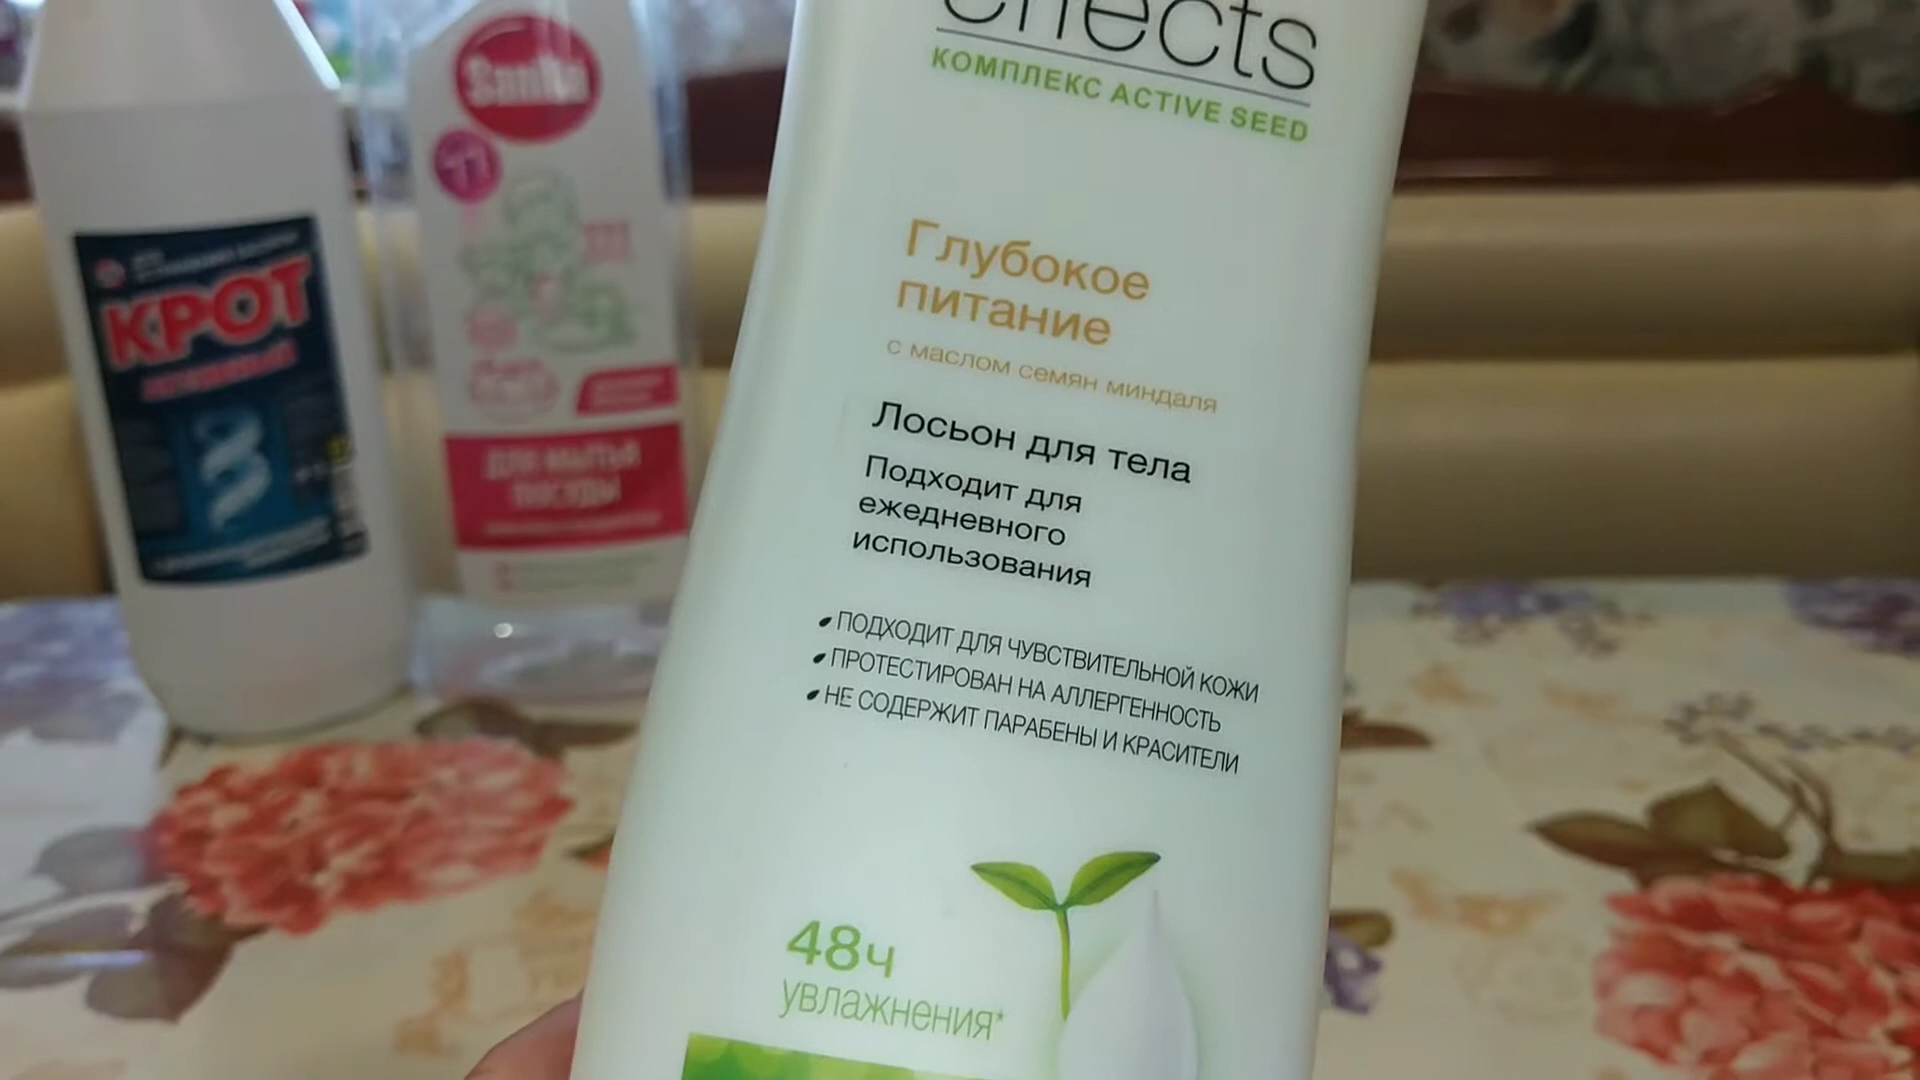 effects
КОМПЛЕКС ACTIVE SEED
Глубокое
питание
с маслом семян миндаля
Лосьон для тела
Подходит для
ежедневного
использования
ПОДХОДИТ ДЛЯ ЧУВСТВИТЕЛЬНОЙ КОЖИ
ПРОТЕСТИРОВАН НА АЛЛЕРГЕННОСТЬ
НЕ СОДЕРЖИТ ПАРАБЕНЫ И КРАСИТЕЛИ
48ч
увлажнения*
КРОТ
ДЛЯ МЫТЬЯ
ПОСУДЫ